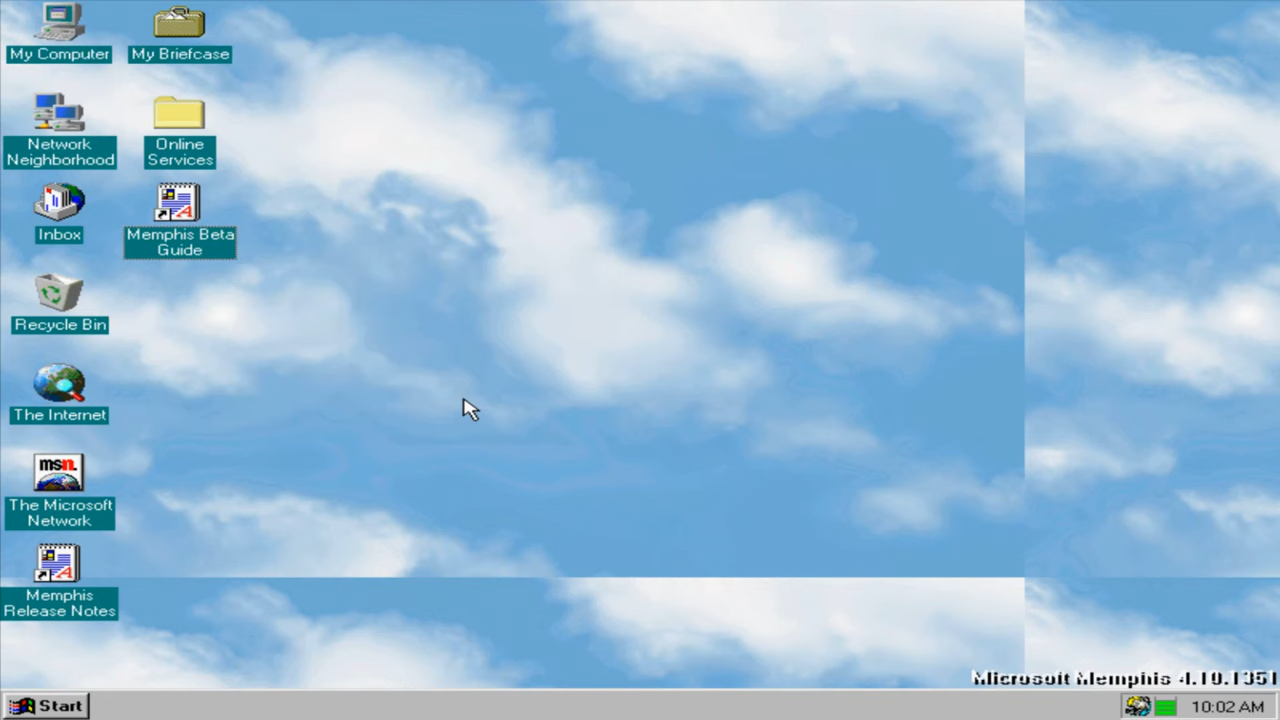 My Computer
My Briefcase
Network
Neighborhood
Online
Services
Inbox
Memphis Beta
Guide
Recycle Bin
The Internet
msn.
The Microsoft
Network
Memphis
Release Notes
Microsoft Memphis 4.10.1351
Start
10:02 AM